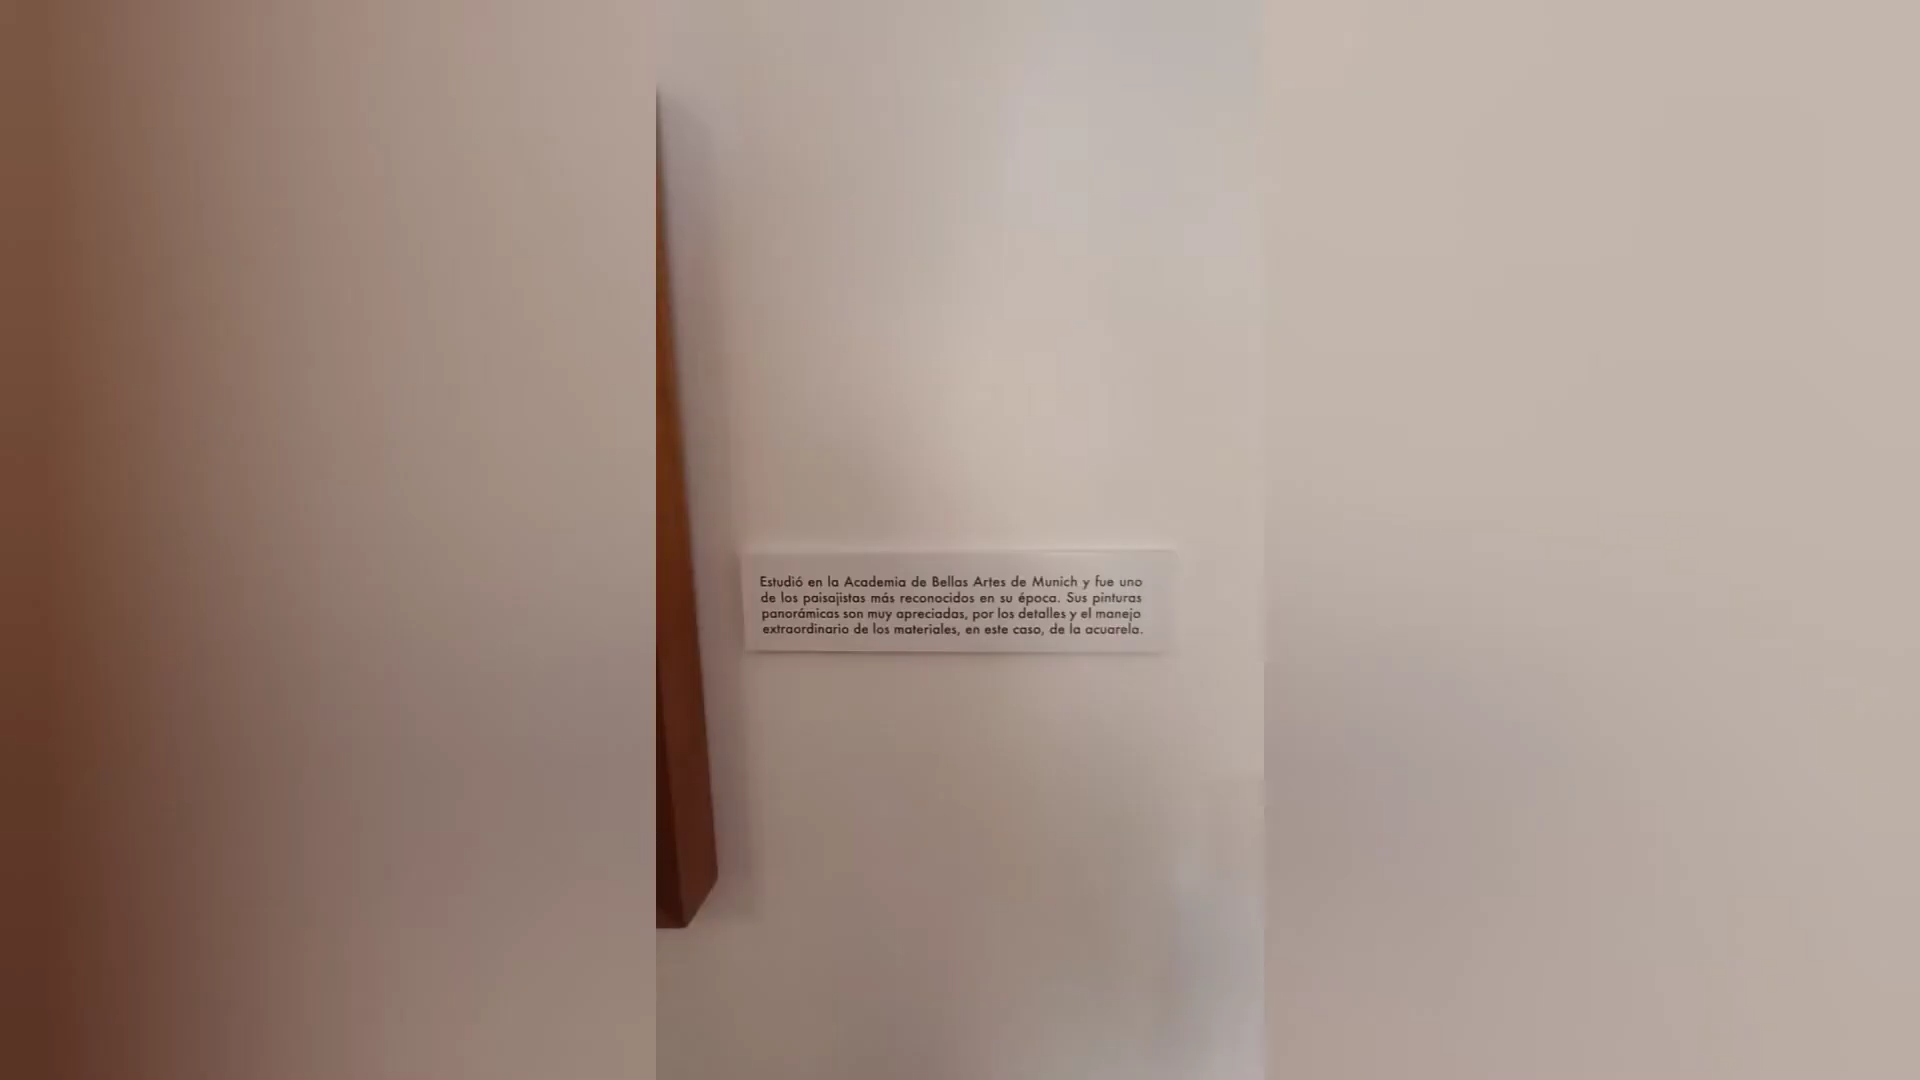 Estudió en la Academia de Bellas Artes de Munich y fue uno
de los paisajistas más reconocidos en su época. Sus pinturas
panorámicas son muy apreciadas, por los detalles y el manejo
extraordinario de los materiales, en este caso, de la acuarela.